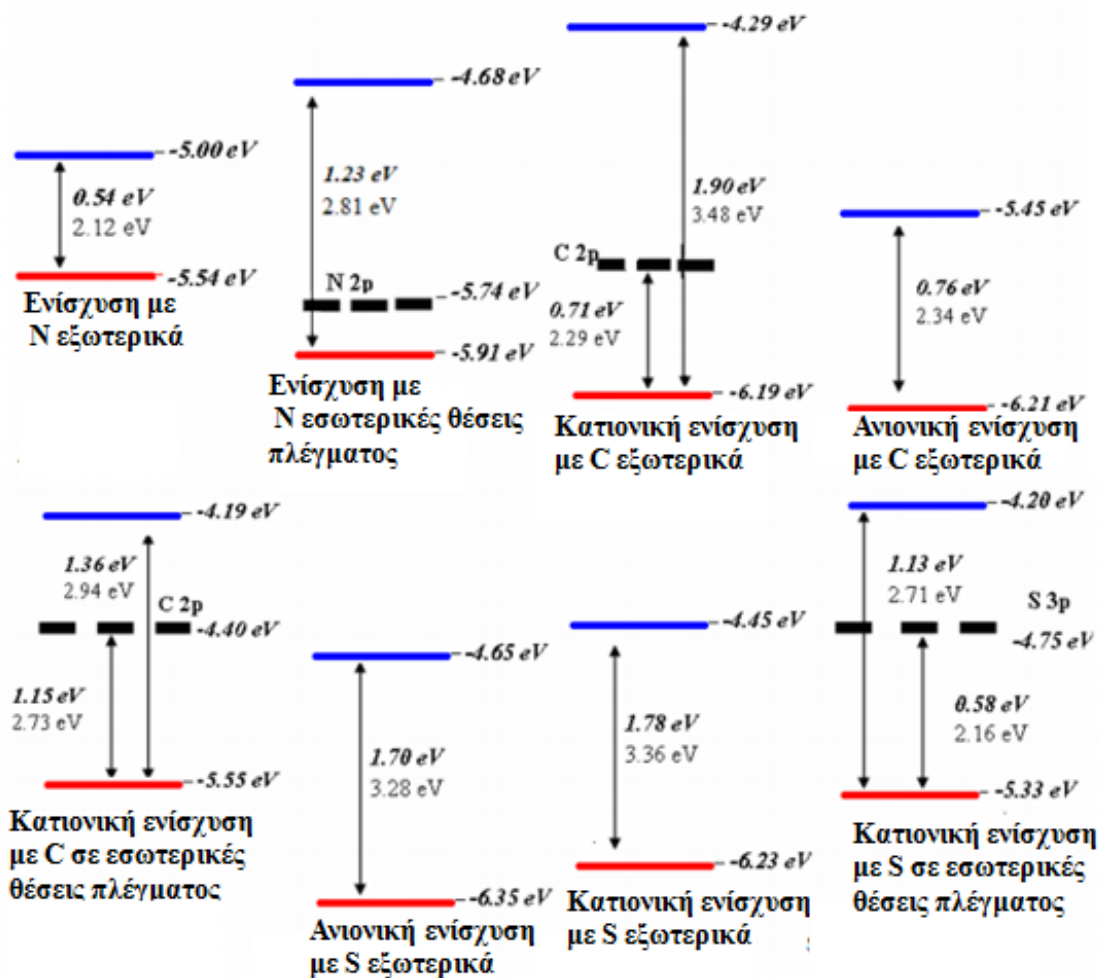 -5.00 eV
0.54 eV
2.12 eV
-5.54 eV
Ενίσχυση με
Ν εξωτερικά
-4.68 eV
1.23 eV
2.81 eV
N 2p
-5.74 eV
-5.91 eV
Ενίσχυση με
Ν εσωτερικές θέσεις
πλέγματος
-4.29 eV
1.90 eV
3.48 eV
C 2p
0.71 eV
2.29 eV
-6.19 eV
Κατιονική ενίσχυση
με C εξωτερικά
-5.45 eV
0.76 eV
2.34 eV
-6.21 eV
Ανιονική ενίσχυση
με C εξωτερικά
-4.19 eV
1.36 eV
2.94 eV
C 2p
-4.40 eV
1.15 eV
2.73 eV
-5.55 eV
Κατιονική ενίσχυση
με C σε εσωτερικές
θέσεις πλέγματος
-4.65 eV
1.70 eV
3.28 eV
-6.35 eV
Ανιονική ενίσχυση
με S εξωτερικά
-4.45 eV
1.78 eV
3.36 eV
-6.23 eV
Κατιονική ενίσχυση
με S εξωτερικά
-4.20 eV
1.13 eV
2.71 eV
S 3p
-4.75 eV
0.58 eV
2.16 eV
-5.33 eV
Κατιονική ενίσχυση
με S σε εσωτερικές
θέσεις πλέγματος